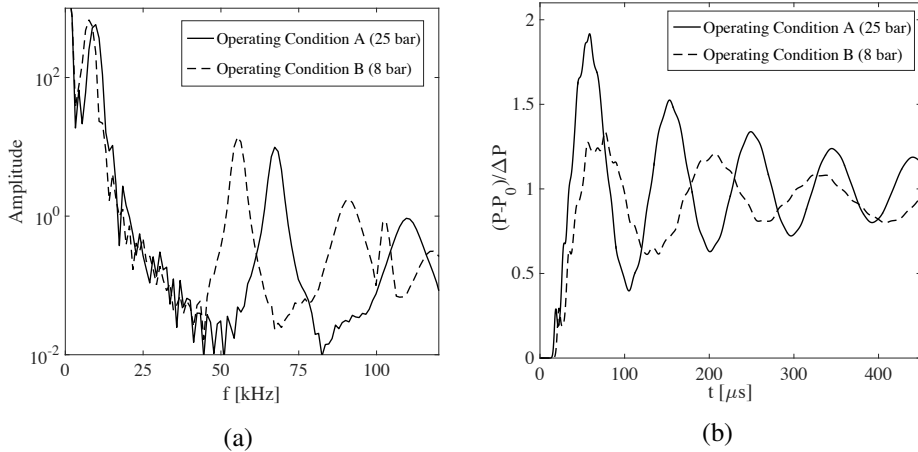 Operating Condition A (25 bar)
Operating Condition B (8 bar)
10^2
10^0
10^-2
Amplitude
0 25 50 75 100
f [kHz]
(a)
Operating Condition A (25 bar)
Operating Condition B (8 bar)
2
1.5
1
0.5
0
(P-P_0)/ΔP
0 100 200 300 400
t [μs]
(b)